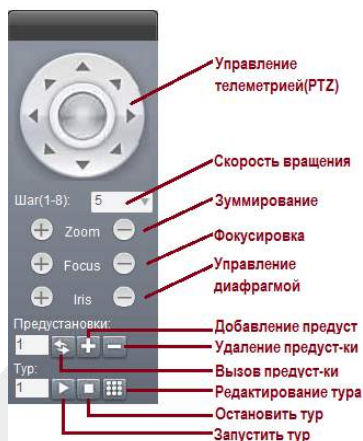 Управление
телеметрией(PTZ)
Скорость вращения
Шаг(1-8): 5
Зуммирование
Zoom
Фокусировка
Focus
Управление
диафрагмой
Iris
Предустановки:
Добавление предуст
1
Удаление предуст-ки
Вызов предуст-ки
Тур:
1
Редактирование тура
Остановить тур
Запустить тур